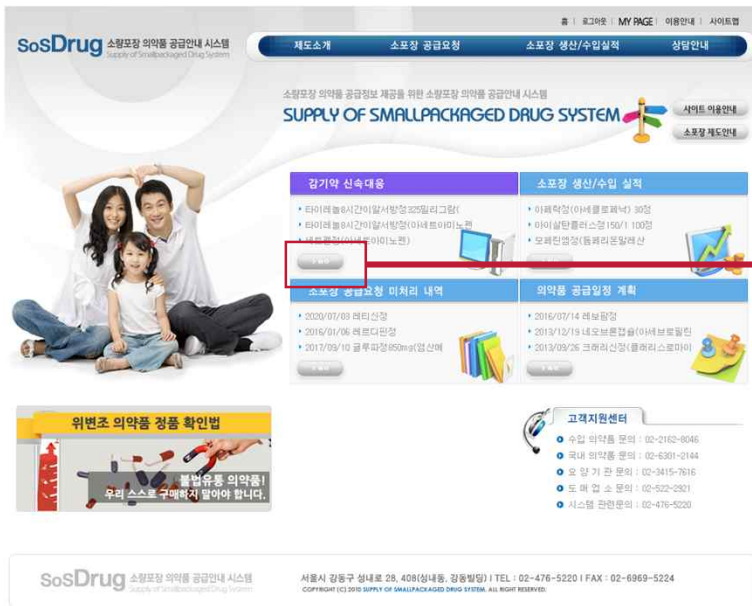 홈 | 로그아웃 | MY PAGE | 이용안내 | 사이트맵
SosDrug 소량포장 의약품 공급안내 시스템
Supply of Smallpackaged Drug System
제도소개 소포장 공급요청 소포장 생산/수입실적 상담안내
소량포장 의약품 공급정보 제공을 위한 소량포장 의약품 공급안내 시스템
SUPPLY OF SMALLPACKAGED DRUG SYSTEM
사이트 이용안내
소포장 제도안내
감기약 신속대응
타이레놀8시간이알서방정325밀리그람(
타이레놀8시간이알서방정(아세트아미노펜
세트펜정(아세트아미노펜)
소포장 생산/수입 실적
아페락정(아세클로페낙) 30정
아이살탄플러스정150/1 100정
모페린엠정(돔페리돈말레산
소포장 공급요청 미처리 내역
2020/07/03 레티신정
2016/01/06 레르디핀정
2017/09/10 글루파정850mg(염산메
의약품 공급일정 계획
2016/07/14 레보팜정
2013/12/19 네오브론캅슐(아세브로필린
2013/09/26 크래리신정(클래리스로마이
위변조 의약품 정품 확인법
불법유통 의약품!
우리 스스로 구매하지 말아야 합니다.
고객지원센터
수입 의약품 문의 : 02-2162-8046
국내 의약품 문의 : 02-6301-2144
요 양 기 관 문의 : 02-3415-7616
도 매 업 소 문의 : 02-522-2921
시스템 관련문의 : 02-476-5220
SosDrug 소량포장 의약품 공급안내 시스템
Supply of Smallpackaged Drug System
서울시 강동구 성내로 28, 408(성내동, 강동빌딩) I TEL : 02-476-5220 I FAX : 02-6969-5224
COPYRIGHT (C) 2010 SUPPLY OF SMALLPACKAGED DRUG SYSTEM. ALL RIGHT RESERVED.